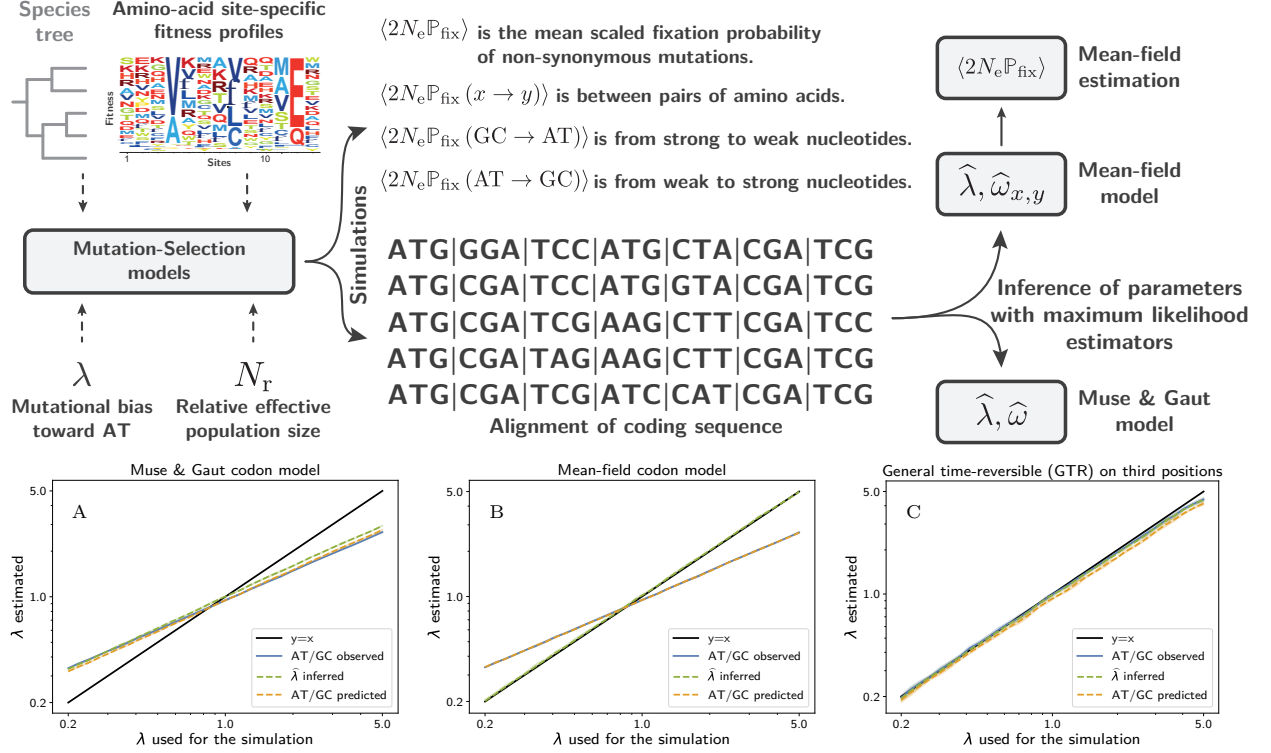 Species
tree
Amino-acid site-specific
fitness profiles
Fitness
1
10
Sites
Mutation-Selection
models
λ
Mutational bias
toward AT
N_r
Relative effective
population size
Simulations
⟨2N_eℙ_fix⟩ is the mean scaled fixation probability
of non-synonymous mutations.
⟨2N_eℙ_fix (x → y)⟩ is between pairs of amino acids.
⟨2N_eℙ_fix (GC → AT)⟩ is from strong to weak nucleotides.
⟨2N_eℙ_fix (AT → GC)⟩ is from weak to strong nucleotides.
ATG|GGA|TCC|ATG|CTA|CGA|TCG
ATG|CGA|TCC|ATG|GTA|CGA|TCG
ATG|CGA|TCG|AAG|CTT|CGA|TCC
ATG|CGA|TAG|AAG|CTT|CGA|TCG
ATG|CGA|TCG|ATC|CAT|CGA|TCG
Alignment of coding sequence
⟨2N_eℙ_fix⟩
Mean-field
estimation
λ̂, ω̂_x,y
Mean-field
model
Inference of parameters
with maximum likelihood
estimators
λ̂, ω̂
Muse & Gaut
model
Muse & Gaut codon model
A
5.0
1.0
0.2
λ estimated
y=x
AT/GC observed
λ̂ inferred
AT/GC predicted
0.2
1.0
5.0
λ used for the simulation
Mean-field codon model
B
5.0
1.0
0.2
λ estimated
y=x
AT/GC observed
λ̂ inferred
AT/GC predicted
0.2
1.0
5.0
λ used for the simulation
General time-reversible (GTR) on third positions
C
5.0
1.0
0.2
λ estimated
y=x
AT/GC observed
λ̂ inferred
AT/GC predicted
0.2
1.0
5.0
λ used for the simulation